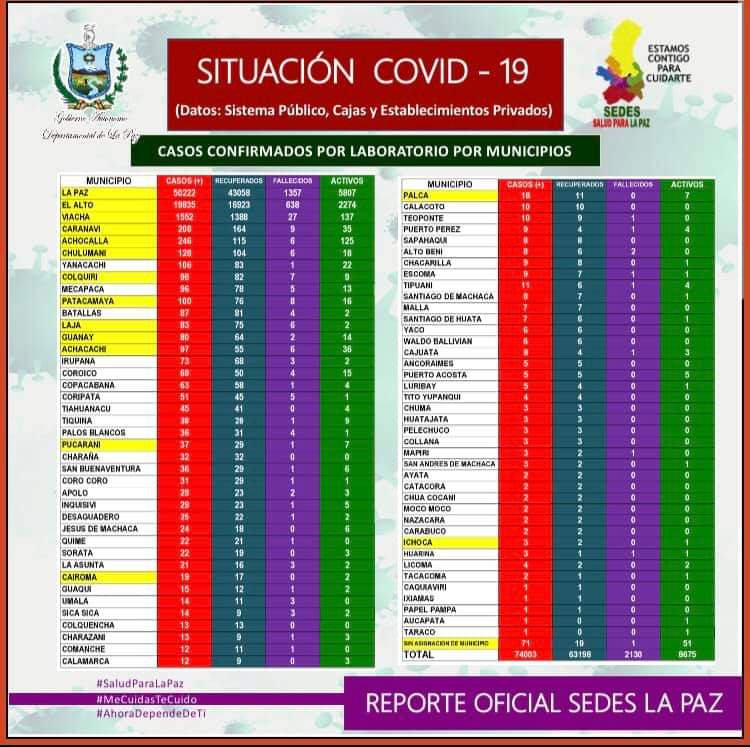 Gobierno Autonomo
Departamental de La Paz
SITUACIÓN COVID - 19
(Datos: Sistema Público, Cajas y Establecimientos Privados)
ESTAMOS
CONTIGO
PARA
CUIDARTE
SEDES
SALUD PARA LA PAZ
CASOS CONFIRMADOS POR LABORATORIO POR MUNICIPIOS
MUNICIPIO CASOS (+) RECUPERADOS FALLECIDOS ACTIVOS
LA PAZ 50222 43058 1357 5807
EL ALTO 19835 16923 638 2274
VIACHA 1552 1388 27 137
CARANAVI 208 164 9 35
ACHOCALLA 246 115 6 125
CHULUMANI 128 104 6 18
YANACACHI 106 83 1 22
COLQUIRI 98 82 7 9
MECAPACA 96 78 5 13
PATACAMAYA 100 76 8 16
BATALLAS 87 81 4 2
LAJA 83 75 6 2
GUANAY 80 64 2 14
ACHACACHI 97 55 6 36
IRUPANA 73 68 3 2
COROICO 69 50 4 15
COPACABANA 63 58 1 4
CORIPATA 51 45 5 1
TIAHUANACU 45 41 0 4
TIQUINA 38 28 1 9
PALOS BLANCOS 36 31 4 1
PUCARANI 37 29 1 7
CHARAÑA 32 32 0 0
SAN BUENAVENTURA 36 29 1 6
CORO CORO 31 29 1 1
APOLO 28 23 2 3
INQUISIVI 29 23 1 5
DESAGUADERO 25 22 1 2
JESUS DE MACHACA 24 18 0 6
QUIME 22 21 1 0
SORATA 22 19 0 3
LA ASUNTA 21 16 3 2
CAIROMA 19 17 0 2
GUAQUI 15 12 1 2
UMALA 14 11 3 0
SICA SICA 14 9 3 2
COLQUENCHA 13 13 0 0
CHARAZANI 13 9 1 3
COMANCHE 12 11 1 0
CALAMARCA 12 9 0 3
MUNICIPIO CASOS (+) RECUPERADOS FALLECIDOS ACTIVOS
PALCA 18 11 0 7
CALACOTO 10 10 0 0
TEOPONTE 10 9 1 0
PUERTO PEREZ 9 4 1 4
SAPAHAQUI 8 8 0 0
ALTO BENI 8 6 2 0
CHACARILLA 9 8 0 1
ESCOMA 9 7 1 1
TIPUANI 11 6 1 4
SANTIAGO DE MACHACA 8 7 0 1
MALLA 7 7 0 0
SANTIAGO DE HUATA 7 6 0 1
YACO 6 6 0 0
WALDO BALLIVIAN 6 6 0 0
CAJUATA 8 4 1 3
ANCORAIMES 5 5 0 0
PUERTO ACOSTA 5 5 0 5
LURIBAY 5 4 0 1
TITO YUPANQUI 4 4 0 0
CHUMA 3 3 0 0
HUATAJATA 3 3 0 0
PELECHUCO 3 3 0 0
COLLANA 3 3 0 0
MAPIRI 3 2 1 0
SAN ANDRES DE MACHACA 3 2 0 1
AYATA 2 2 0 0
CATACORA 2 2 0 0
CHUA COCANI 2 2 0 0
MOCO MOCO 2 2 0 0
NAZACARA 2 2 0 0
CARABUCO 2 2 0 0
ICHOCA 3 2 0 1
HUARINA 3 1 1 1
LICOMA 4 2 0 2
TACACOMA 2 1 0 1
CAQUIAVIRI 1 1 0 0
IXIAMAS 1 1 0 0
PAPEL PAMPA 1 1 0 0
AUCAPATA 1 0 0 1
TARACO 1 0 0 1
SIN ASIGNACION DE MUNICIPIO 71 19 1 51
TOTAL 74003 63198 2130 8675
#SaludParaLaPaz
#MeCuidasTeCuido
#AhoraDependeDeTi
REPORTE OFICIAL SEDES LA PAZ